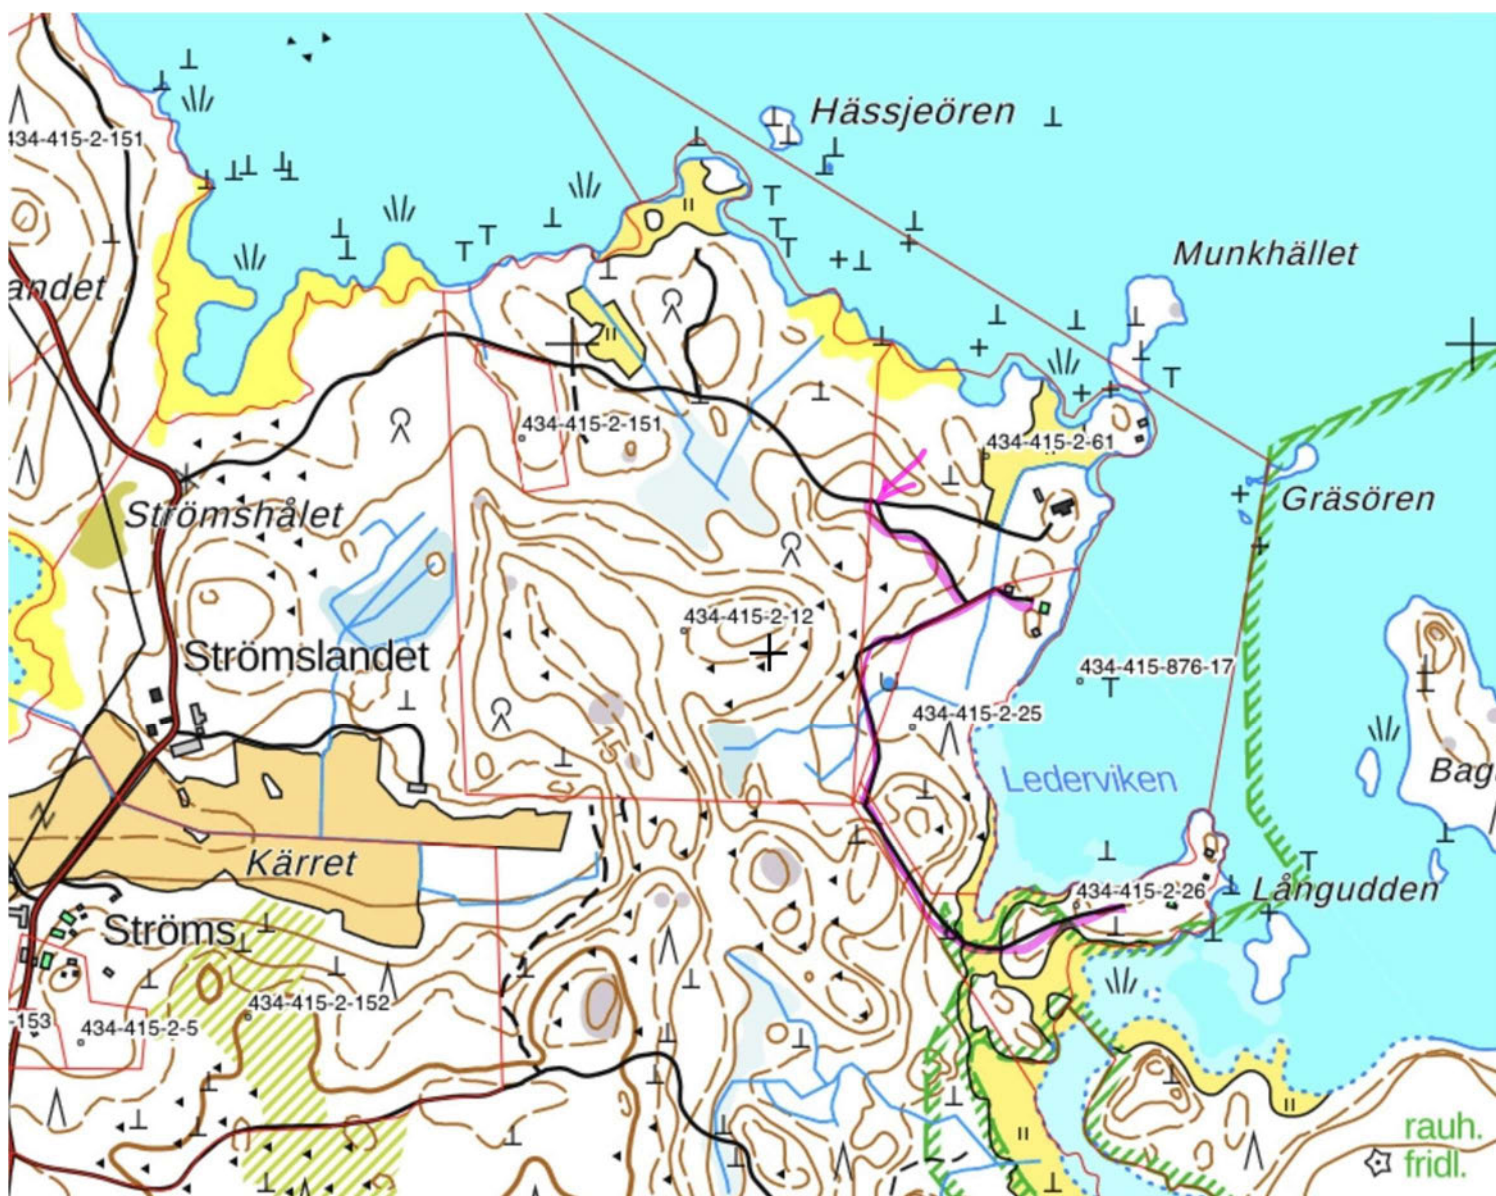 Hässjeören
434-415-2-151
Munkhället
andet
434-415-2-151
434-415-2-61
Gräsören
Strömshålet
434-415-2-12
Strömslandet
434-415-876-17
434-415-2-25
15
Lederviken
Bag
Kärret
434-415-2-26
Långudden
Ströms
434-415-2-152
-153
434-415-2-5
rauh.
fridl.